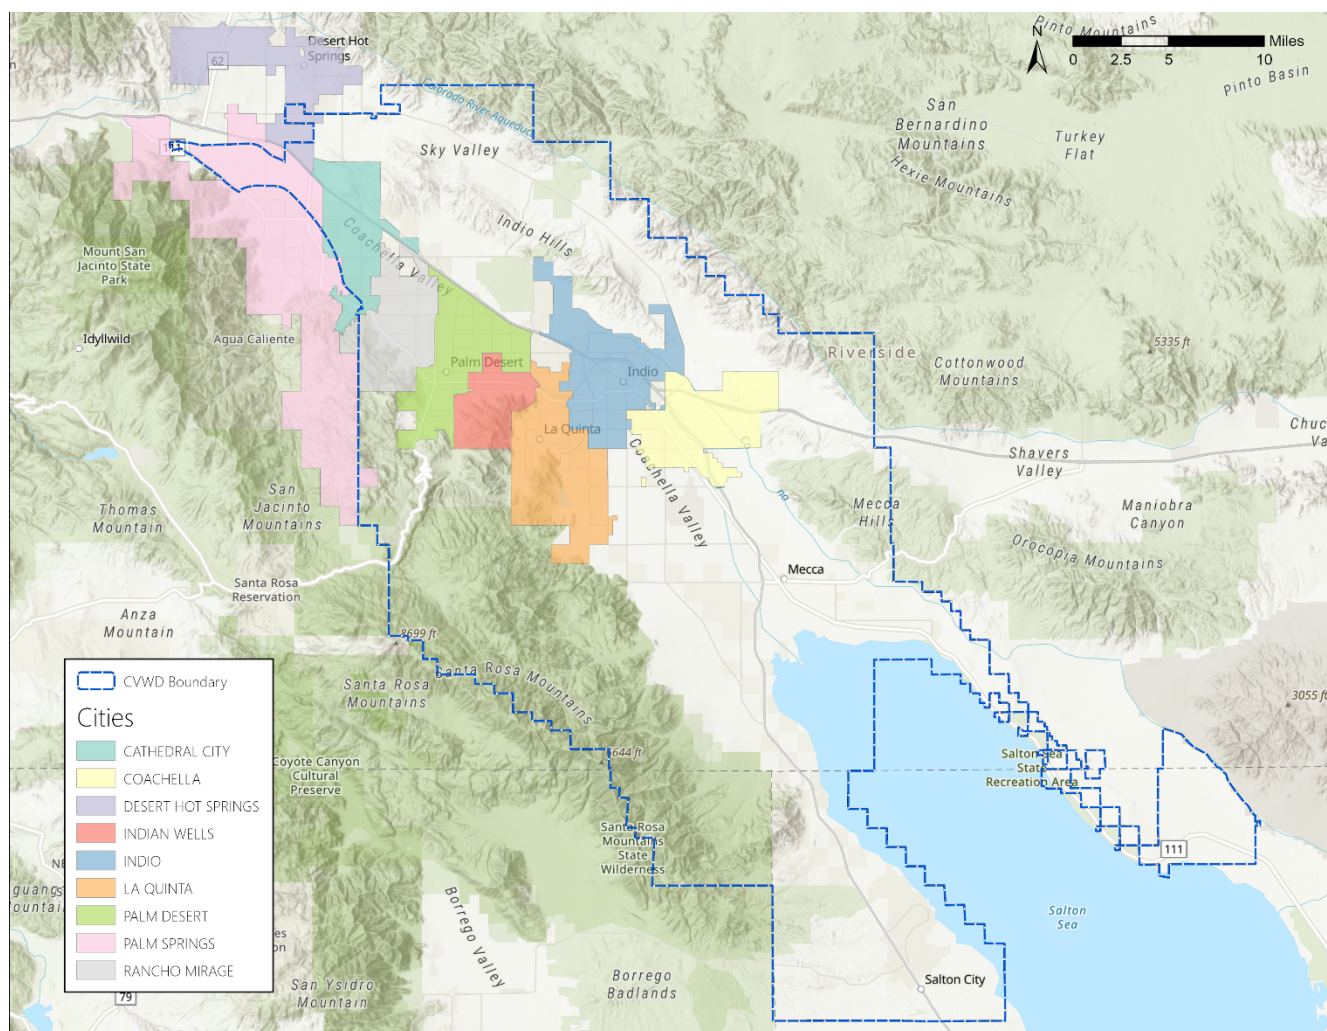 Pinto Mountains
N
Miles
0
2.5
5
10
Pinto Basin
Desert Hot
Springs
62
Colorado River Aqueduct
San
Bernardino
Mountains
Turkey
Flat
Hexie Mountains
111
Sky Valley
Indio Hills
Coachella Valley
Mount San
Jacinto State
Park
Idyllwild
Agua Caliente
Riverside
5335 ft
Cottonwood
Mountains
Palm Desert
Indio
La Quinta
Coachella Valley
Shavers
Valley
San
Jacinto
Mountains
Thomas
Mountain
Mecca
Hills
Maniobra
Canyon
Orocopia Mountains
Mecca
Santa Rosa
Reservation
Anza
Mountain
8699 ft
Santa Rosa Mountains
Santa Rosa
Mountains
3055 ft
6644 ft
Salton Sea
State
Recreation Area
Coyote Canyon
Cultural
Preserve
Santa Rosa
Mountains
State
Wilderness
111
Salton
Sea
Borrego Valley
Borrego
Badlands
Salton City
San Ysidro
Mountain
79
CVWD Boundary
Cities
CATHEDRAL CITY
COACHELLA
DESERT HOT SPRINGS
INDIAN WELLS
INDIO
LA QUINTA
PALM DESERT
PALM SPRINGS
RANCHO MIRAGE